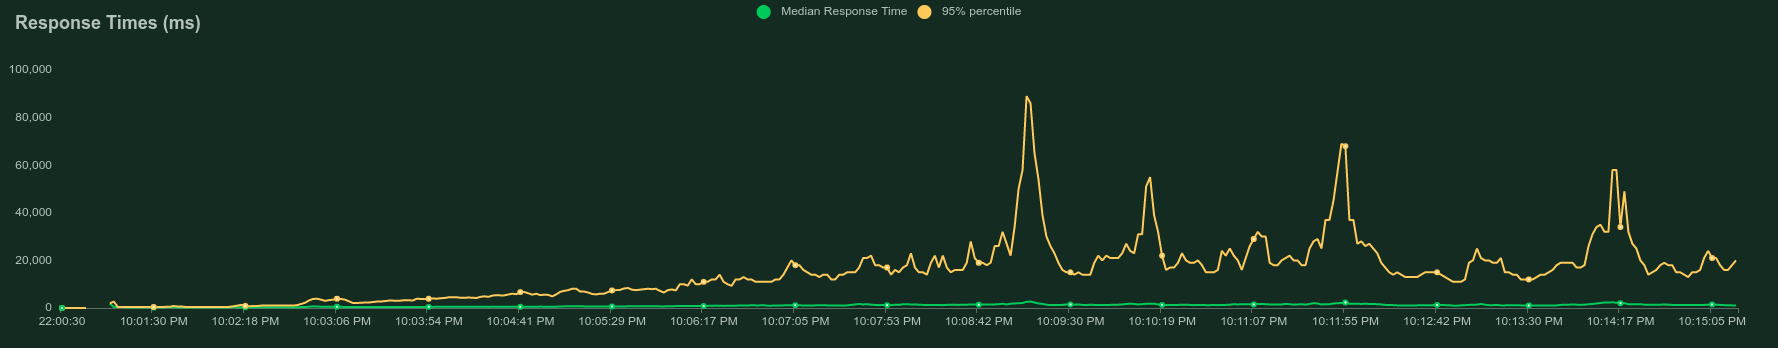 Response Times (ms)
Median Response Time
95% percentile
100,000
80,000
60,000
40,000
20,000
0
22:00:30 10:01:30 PM 10:02:18 PM 10:03:06 PM 10:03:54 PM 10:04:41 PM 10:05:29 PM 10:06:17 PM 10:07:05 PM 10:07:53 PM 10:08:42 PM 10:09:30 PM 10:10:19 PM 10:11:07 PM 10:11:55 PM 10:12:42 PM 10:13:30 PM 10:14:17 PM 10:15:05 PM